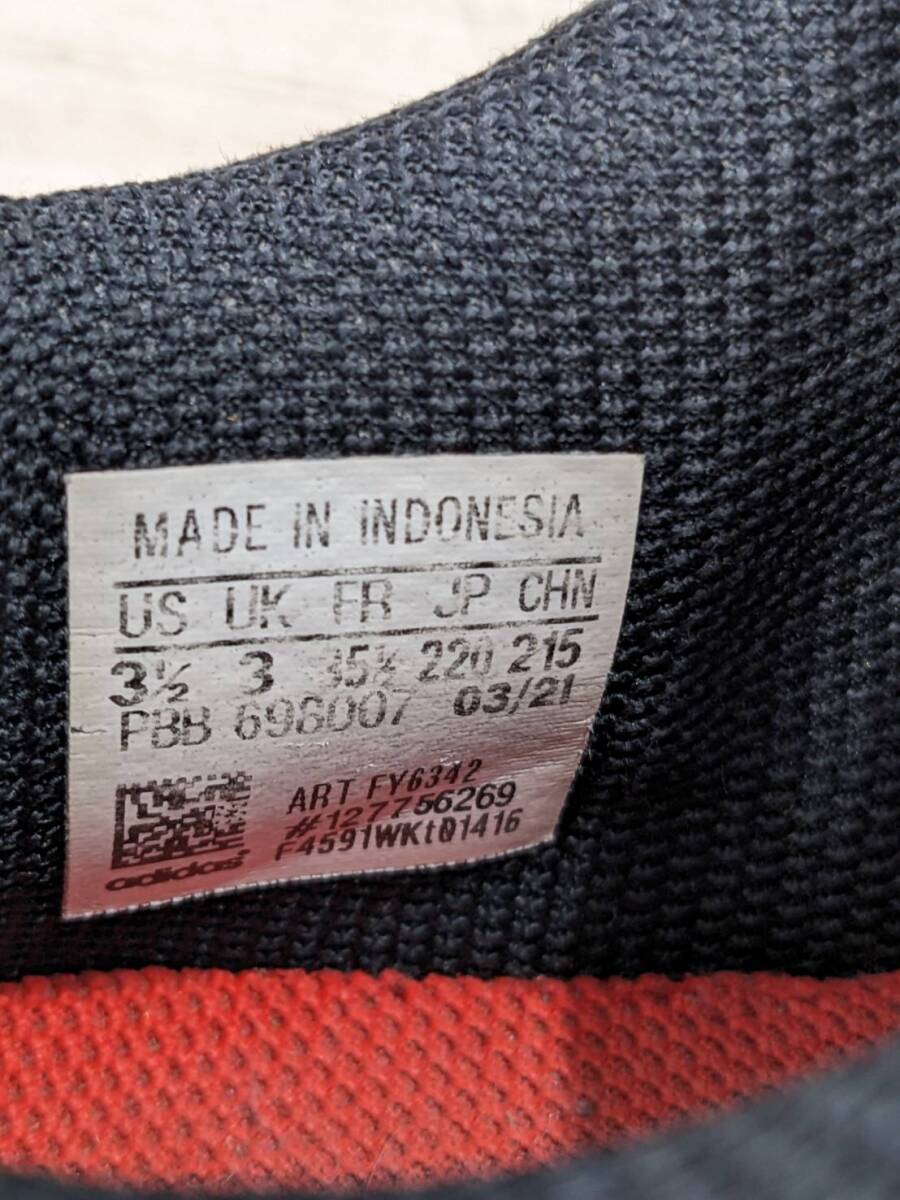 MADE IN INDONESIA
US UK FR JP CHN
3½ 3 35½ 220 215
PBB 698007 03/21
ART FY6342
#127756269
F4591WKt01416
adidas